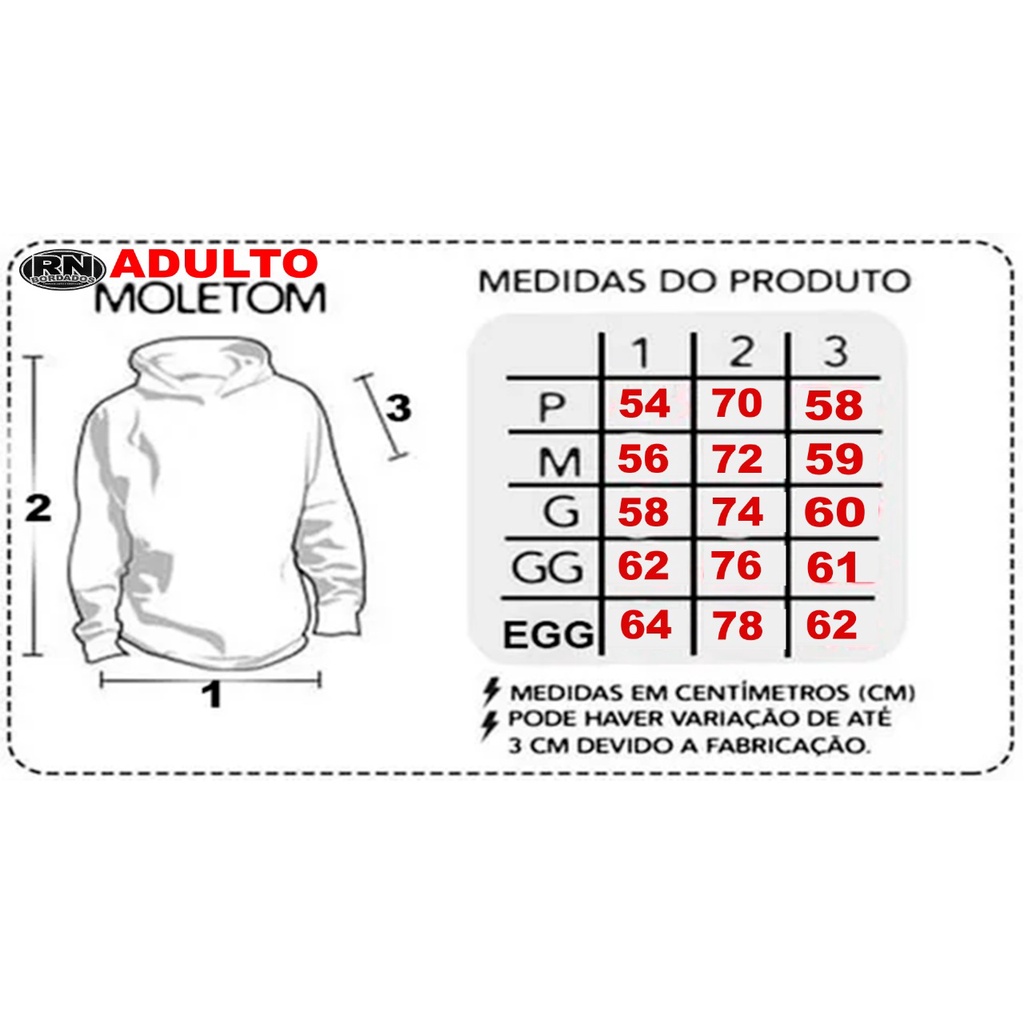 RN
BORDADOS
ADULTO
MOLETOM
2
3
1
MEDIDAS DO PRODUTO
1 2 3
P 54 70 58
M 56 72 59
G 58 74 60
GG 62 76 61
EGG 64 78 62
MEDIDAS EM CENTÍMETROS (CM)
PODE HAVER VARIAÇÃO DE ATÉ
3 CM DEVIDO A FABRICAÇÃO.